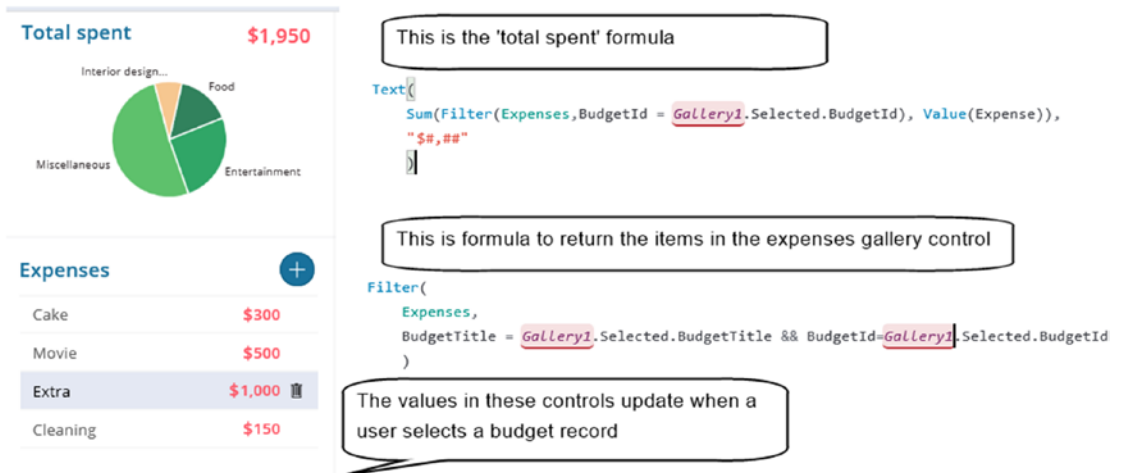 Total spent
$1,950
Interior design...
Food
Miscellaneous
Entertainment
This is the 'total spent' formula
Text(
Sum(Filter(Expenses,BudgetId = Gallery1.Selected.BudgetId), Value(Expense)),
"$#,##"
)
Expenses
+
Cake
$300
Movie
$500
Extra
$1,000
Cleaning
$150
This is formula to return the items in the expenses gallery control
Filter(
Expenses,
BudgetTitle = Gallery1.Selected.BudgetTitle && BudgetId=Gallery1.Selected.BudgetId
)
The values in these controls update when a
user selects a budget record